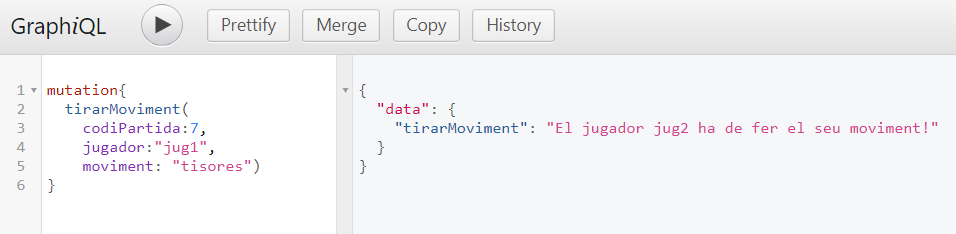 GraphiQL Prettify Merge Copy History
1 mutation{
2 tirarMoviment(
3 codiPartida:7,
4 jugador:"jug1",
5 moviment: "tisores")
6 }
{
"data": {
"tirarMoviment": "El jugador jug2 ha de fer el seu moviment!"
}
}